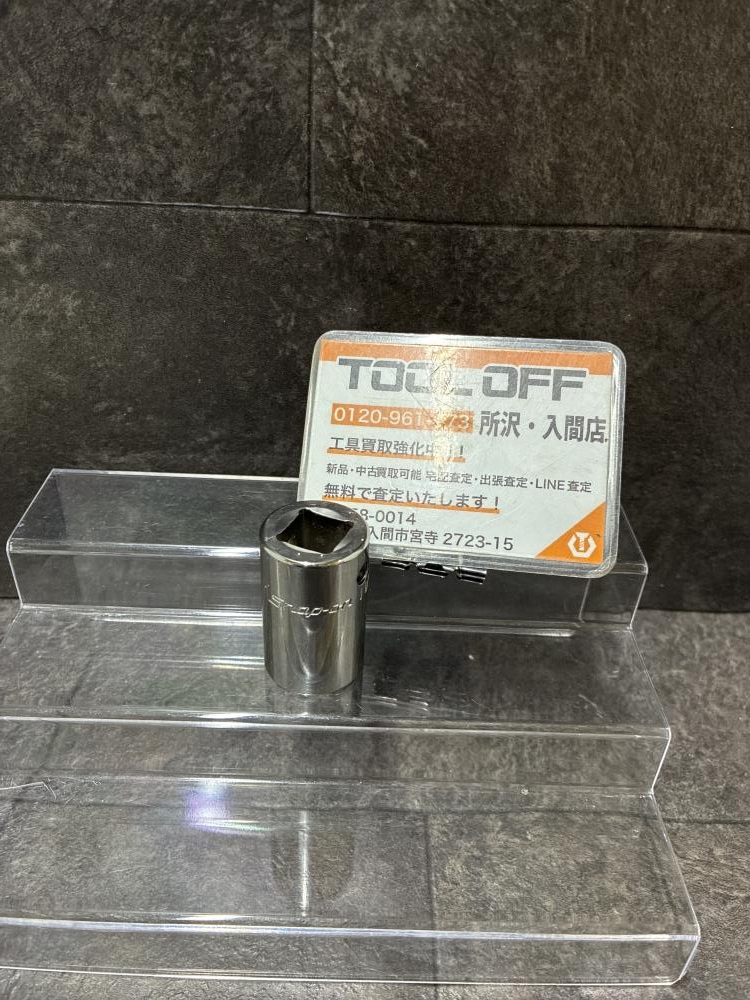 TOOL OFF
所沢・入間店
工具買取強化中！
新品・中古買取可能 宅配査定・出張査定・LINE査定
無料で査定いたします！
入間市宮寺 2723-15
Snap-on